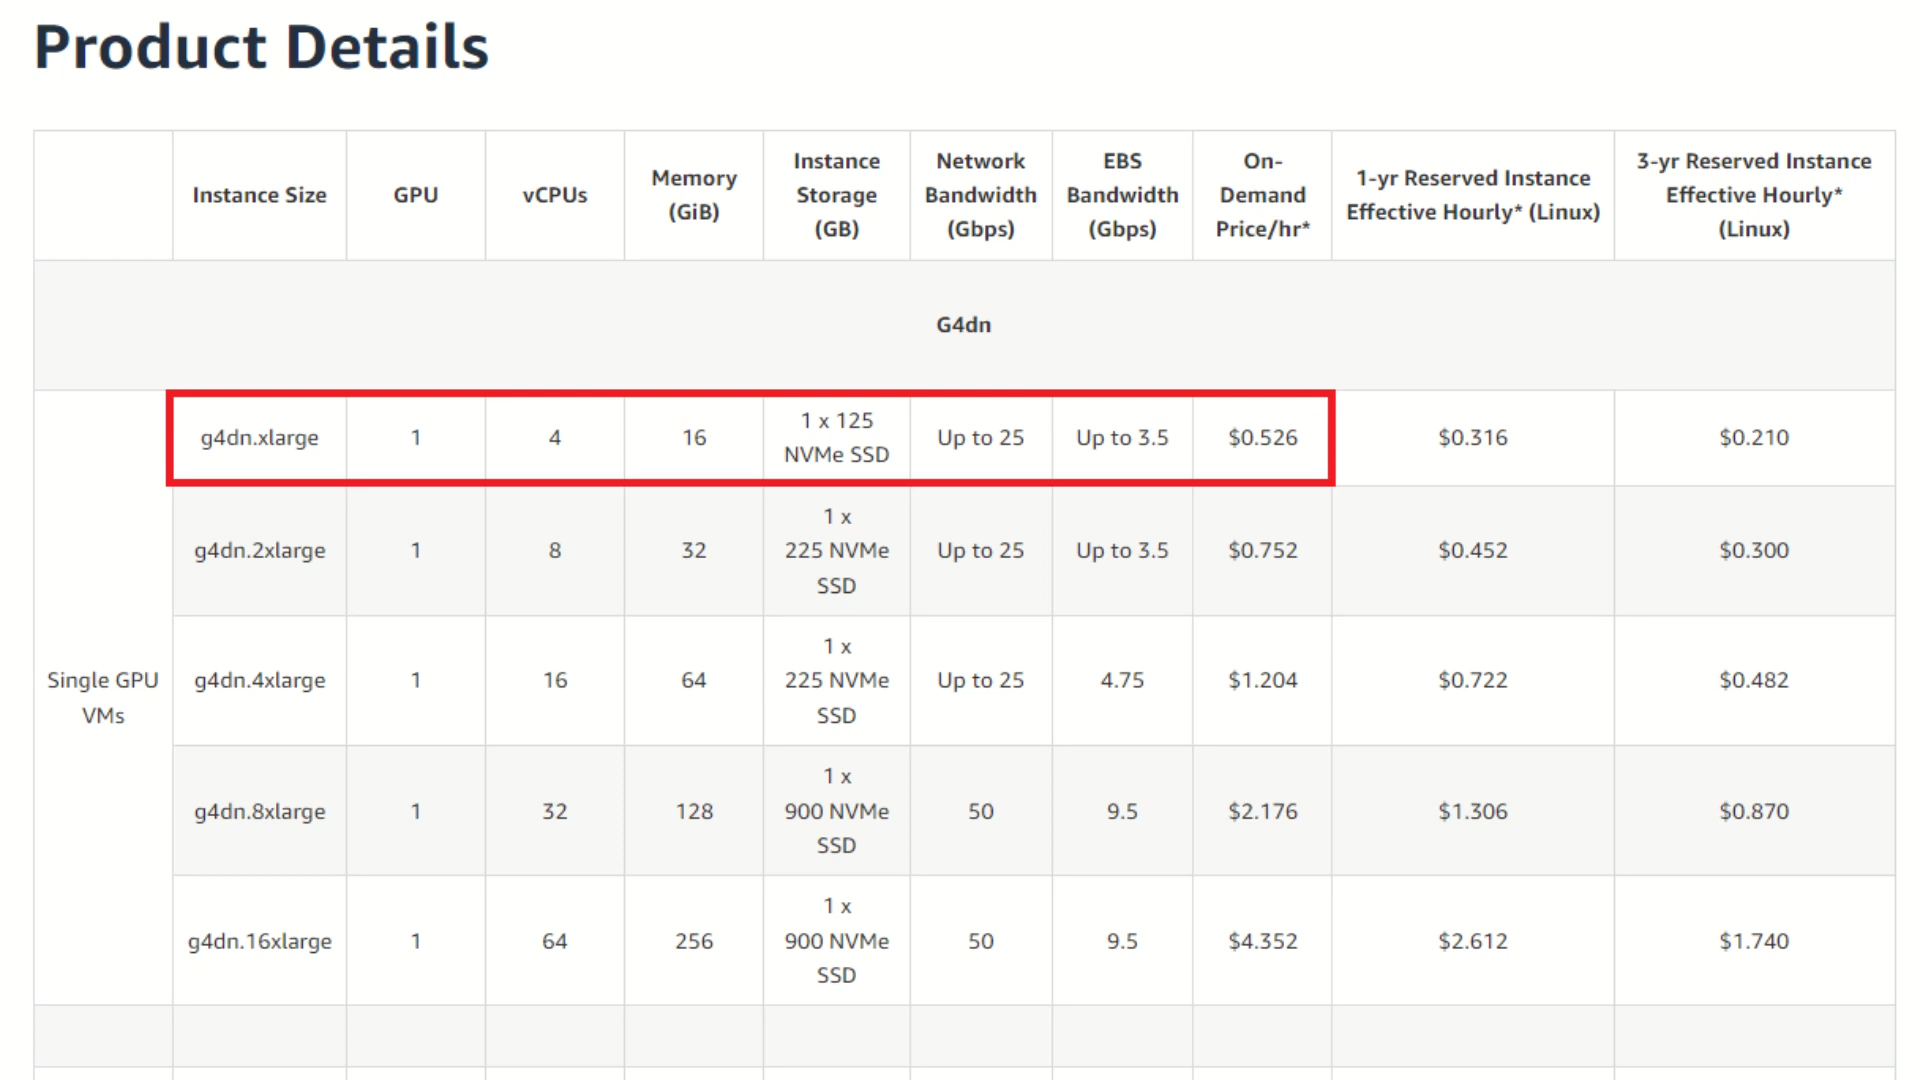 Product Details
Instance Size
GPU
vCPUs
Memory
(GiB)
Instance
Storage
(GB)
Network
Bandwidth
(Gbps)
EBS
Bandwidth
(Gbps)
On-
Demand
Price/hr*
1-yr Reserved Instance
Effective Hourly* (Linux)
3-yr Reserved Instance
Effective Hourly*
(Linux)
G4dn
Single GPU
VMs
g4dn.xlarge
1
4
16
1 x 125
NVMe SSD
Up to 25
Up to 3.5
$0.526
$0.316
$0.210
g4dn.2xlarge
1
8
32
1 x
225 NVMe
SSD
Up to 25
Up to 3.5
$0.752
$0.452
$0.300
g4dn.4xlarge
1
16
64
1 x
225 NVMe
SSD
Up to 25
4.75
$1.204
$0.722
$0.482
g4dn.8xlarge
1
32
128
1 x
900 NVMe
SSD
50
9.5
$2.176
$1.306
$0.870
g4dn.16xlarge
1
64
256
1 x
900 NVMe
SSD
50
9.5
$4.352
$2.612
$1.740